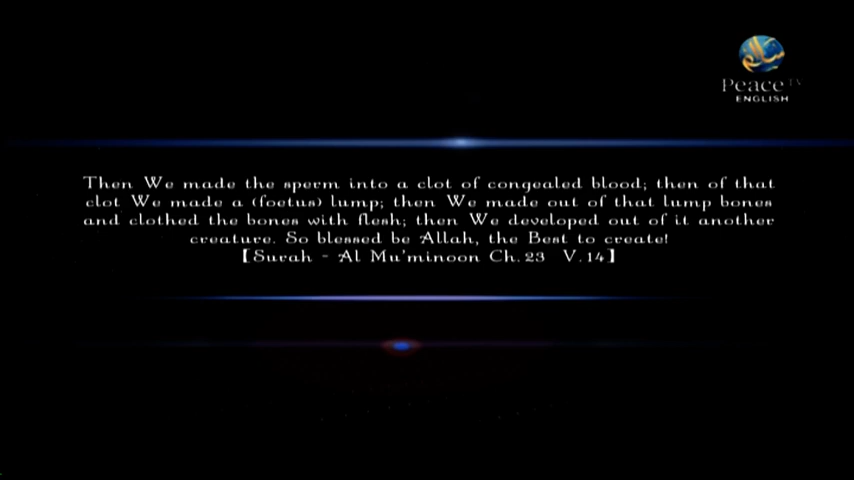 سلام
Peace TV
ENGLISH
Then We made the sperm into a clot of congealed blood; then of that
clot We made a (foetus) lump; then We made out of that lump bones
and clothed the bones with flesh; then We developed out of it another
creature. So blessed be Allah, the Best to create!
[Surah - Al Mu'minoon Ch.23 V.14]